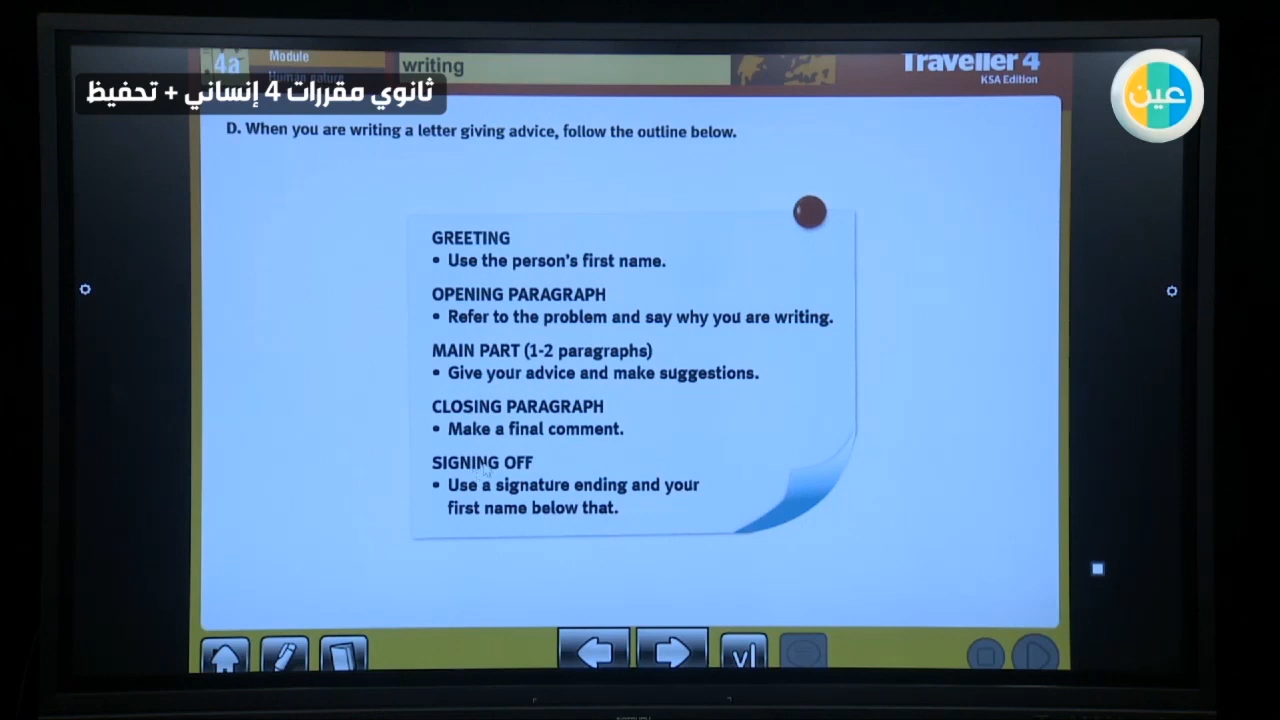 4a
Module
Human nature
writing
Traveller 4
KSA Edition
ثانوي مقررات 4 إنساني + تحفيظ
عين
D. When you are writing a letter giving advice, follow the outline below.
GREETING
• Use the person's first name.
OPENING PARAGRAPH
• Refer to the problem and say why you are writing.
MAIN PART (1-2 paragraphs)
• Give your advice and make suggestions.
CLOSING PARAGRAPH
• Make a final comment.
SIGNING OFF
• Use a signature ending and your
first name below that.